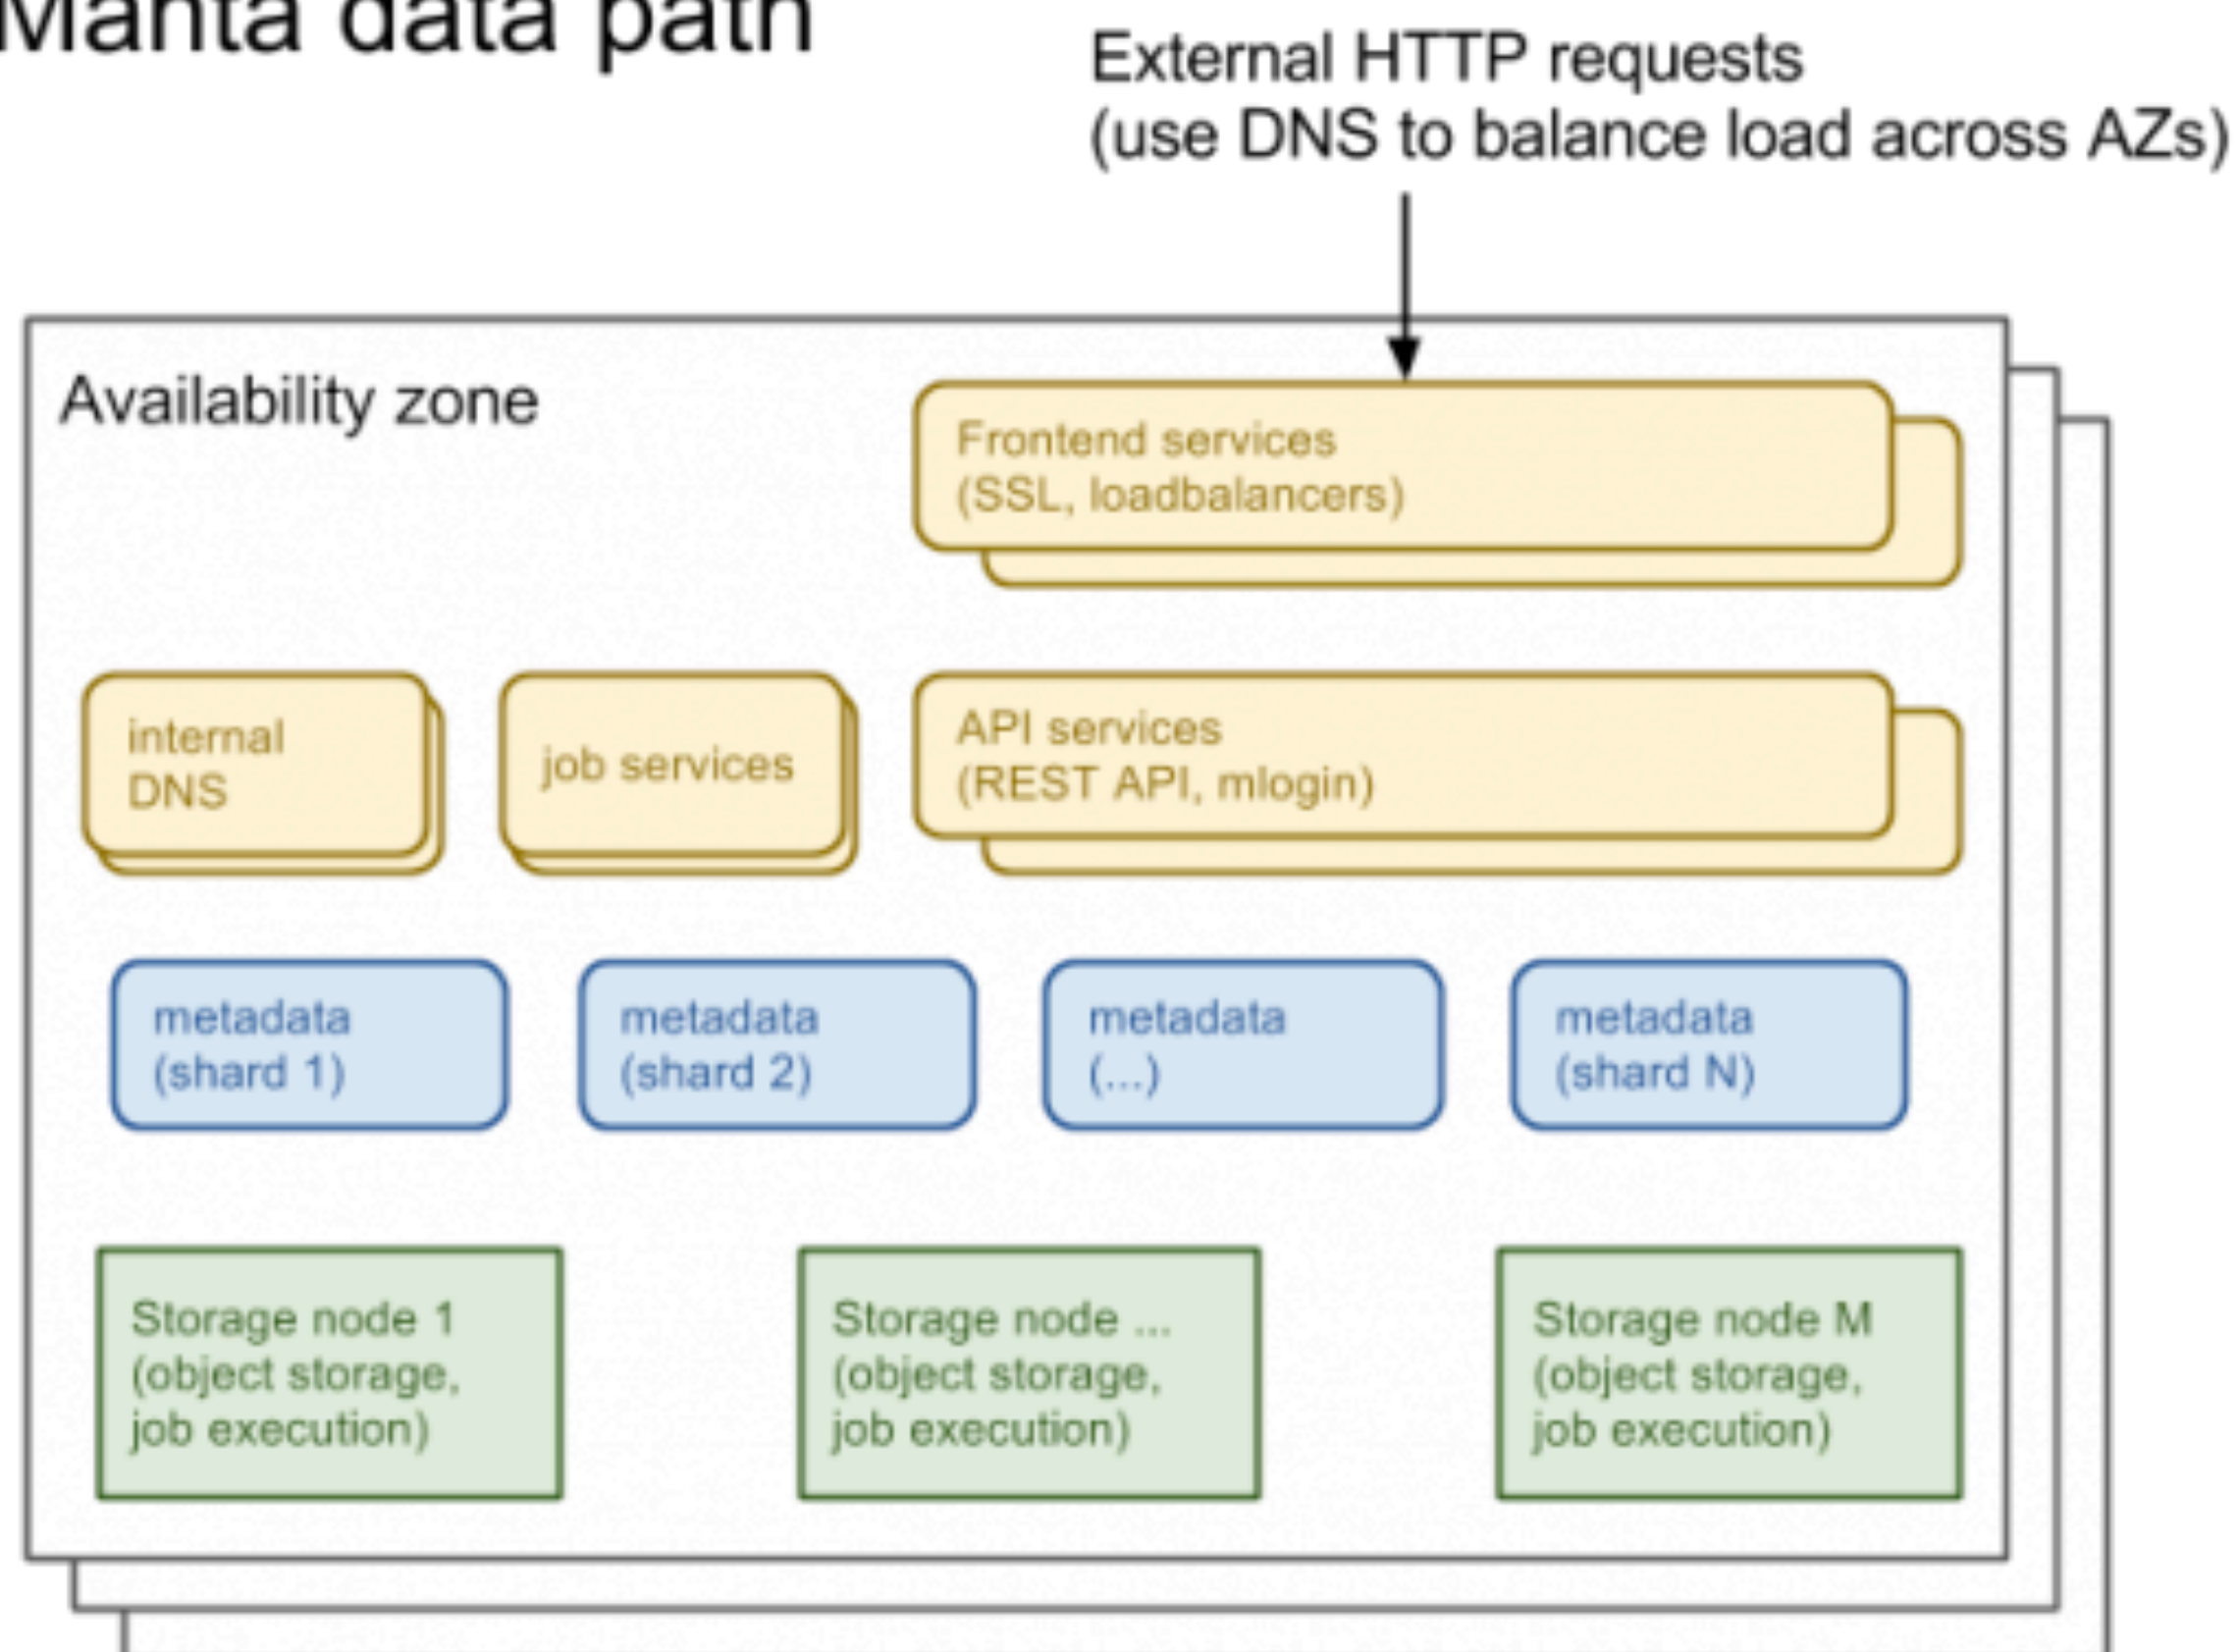 Manta data path
External HTTP requests
(use DNS to balance load across AZs)
Availability zone
Frontend services
(SSL, loadbalancers)
internal
DNS
job services
API services
(REST API, mlogin)
metadata
(shard 1)
metadata
(shard 2)
metadata
(...)
metadata
(shard N)
Storage node 1
(object storage,
job execution)
Storage node ...
(object storage,
job execution)
Storage node M
(object storage,
job execution)